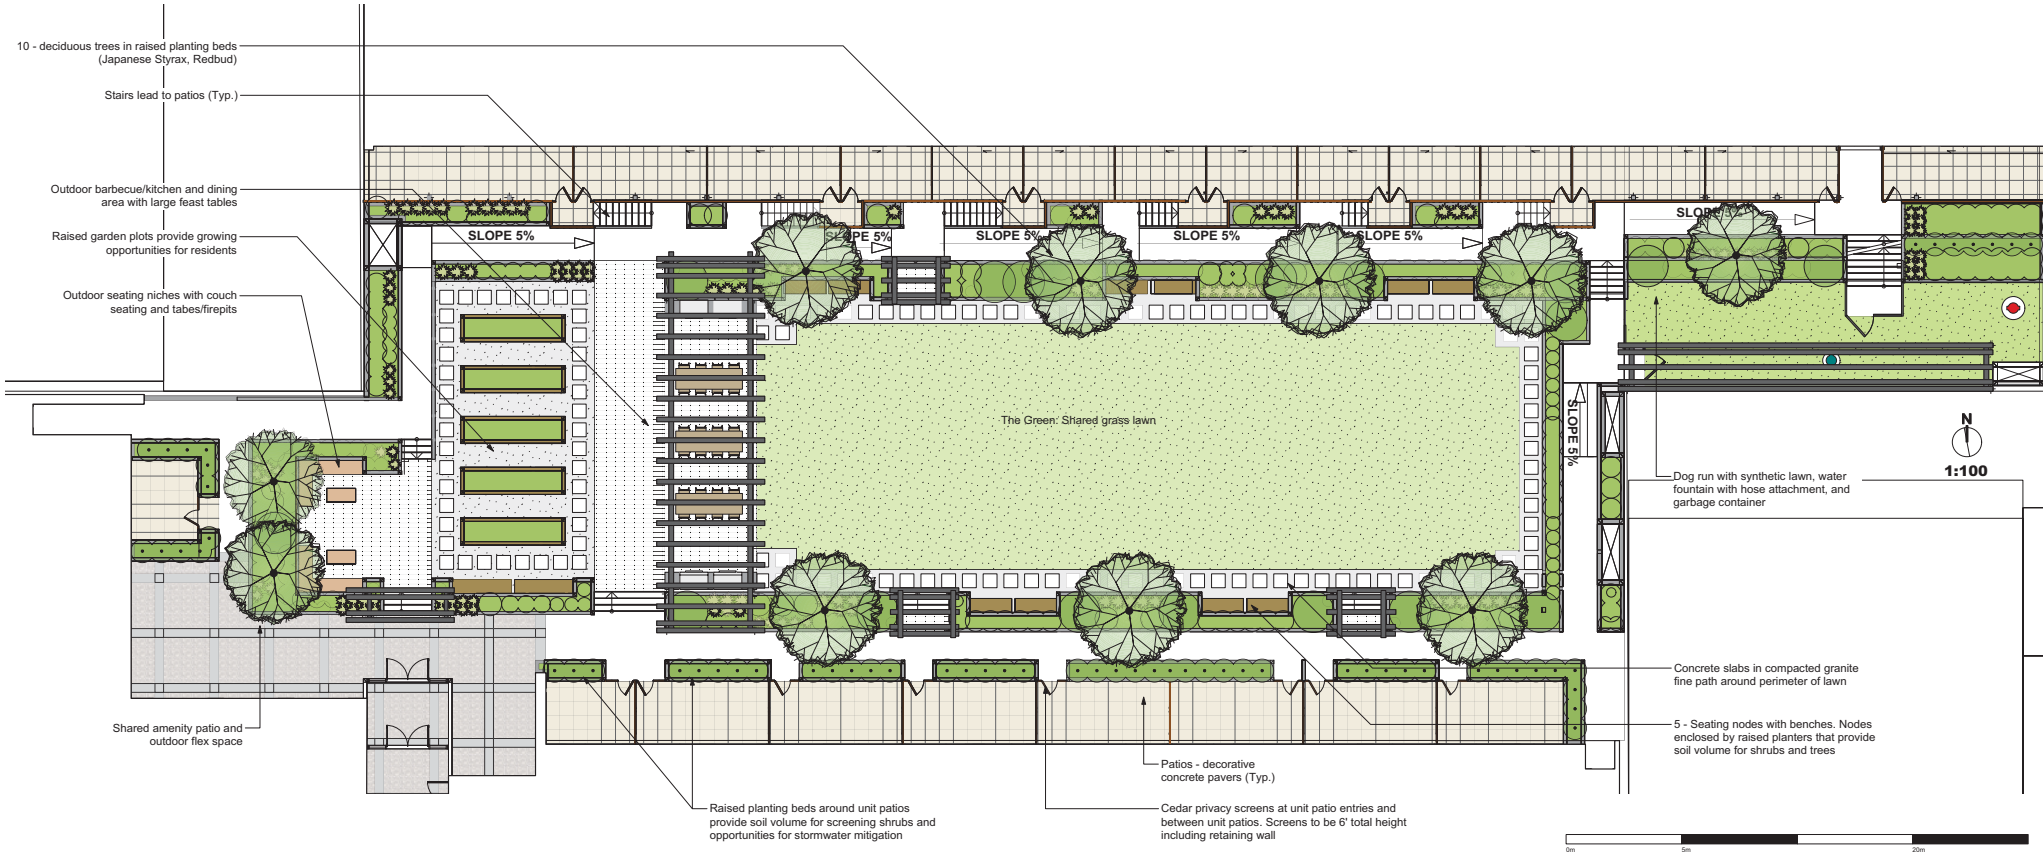 10 - deciduous trees in raised planting beds
(Japanese Styrax, Redbud)
Stairs lead to patios (Typ.)
Outdoor barbecue/kitchen and dining
area with large feast tables
Raised garden plots provide growing
opportunities for residents
Outdoor seating niches with couch
seating and tabes/firepits
SLOPE 5%
SLOPE 5%
SLOPE 5%
SLOPE 5%
SLOPE 5%
SLOPE 5%
The Green: Shared grass lawn
SLOPE 5%
N
1:100
Dog run with synthetic lawn, water
fountain with hose attachment, and
garbage container
Concrete slabs in compacted granite
fine path around perimeter of lawn
5 - Seating nodes with benches. Nodes
enclosed by raised planters that provide
soil volume for shrubs and trees
Shared amenity patio and
outdoor flex space
Patios - decorative
concrete pavers (Typ.)
Raised planting beds around unit patios
provide soil volume for screening shrubs and
opportunities for stormwater mitigation
Cedar privacy screens at unit patio entries and
between unit patios. Screens to be 6' total height
including retaining wall
0m 5m 20m